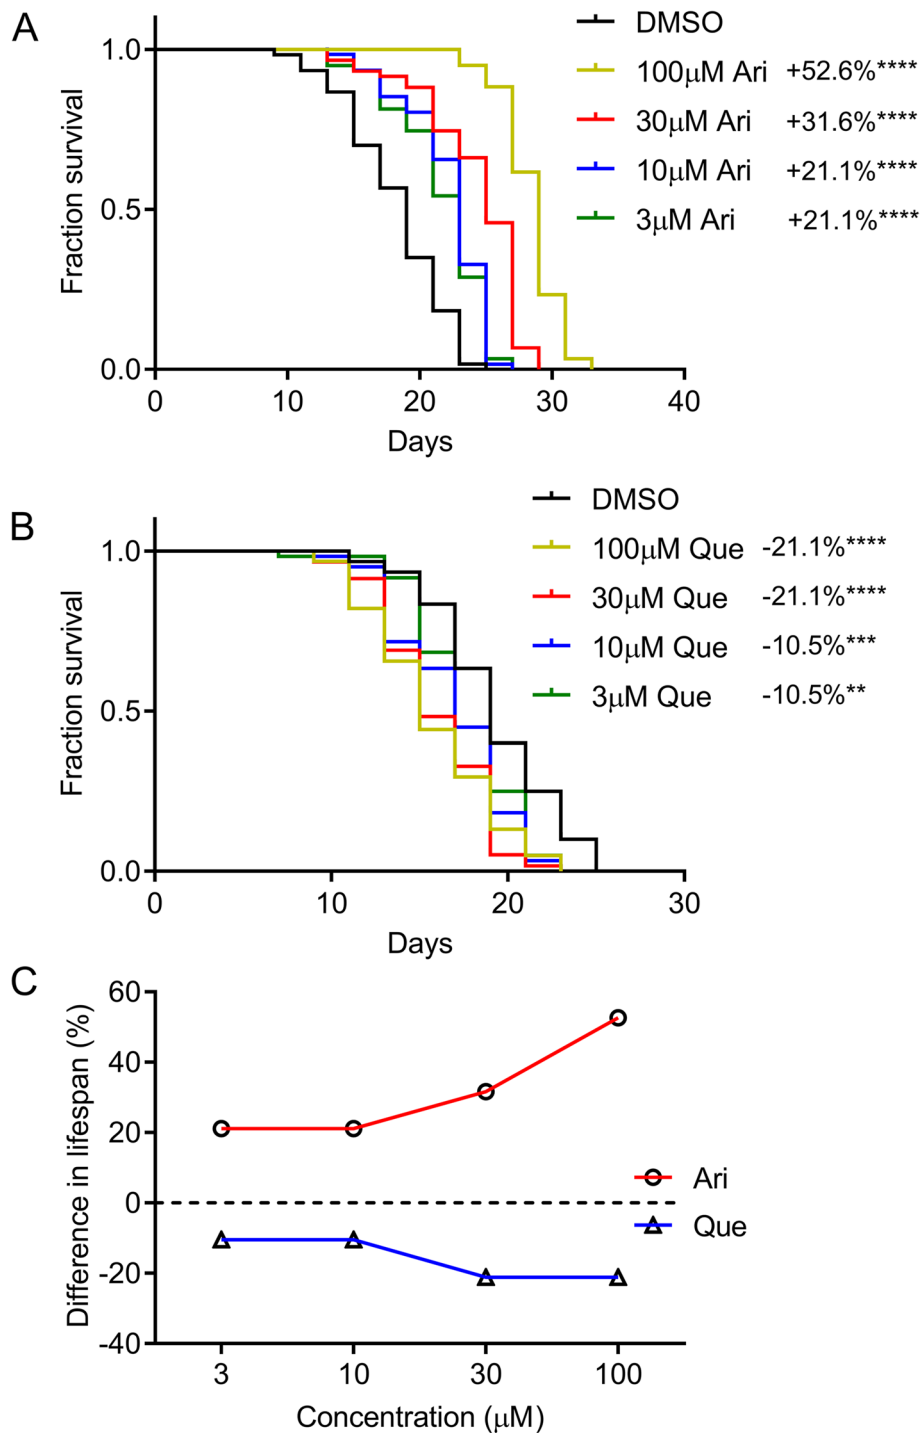 A
DMSO
100μM Ari +52.6%****
30μM Ari +31.6%****
10μM Ari +21.1%****
3μM Ari +21.1%****
Fraction survival
1.0
0.5
0.0
0 10 20 30 40
Days
B
DMSO
100μM Que -21.1%****
30μM Que -21.1%****
10μM Que -10.5%***
3μM Que -10.5%**
Fraction survival
1.0
0.5
0.0
0 10 20 30
Days
C
Difference in lifespan (%)
60
40
20
0
-20
-40
Ari
Que
3 10 30 100
Concentration (μM)